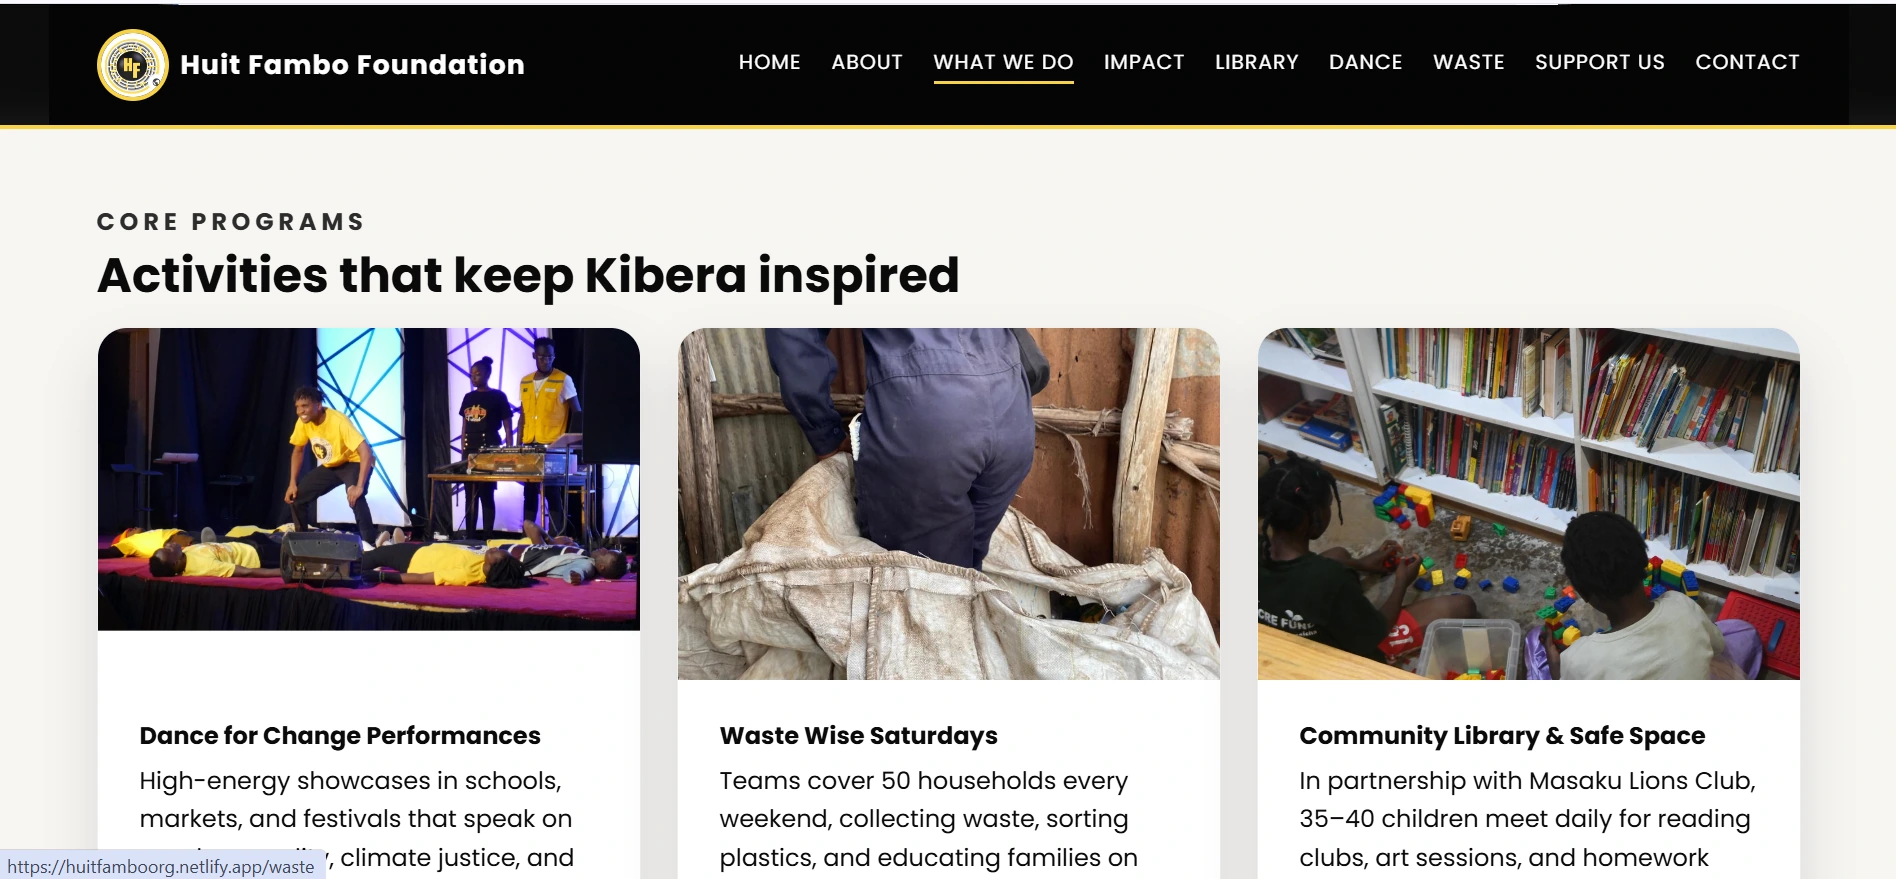 HF
Huit Fambo Foundation
HOME ABOUT WHAT WE DO IMPACT LIBRARY DANCE WASTE SUPPORT US CONTACT
CORE PROGRAMS
Activities that keep Kibera inspired
CRE FUN
Dance for Change Performances
High-energy showcases in schools,
markets, and festivals that speak on
, climate justice, and
Waste Wise Saturdays
Teams cover 50 households every
weekend, collecting waste, sorting
plastics, and educating families on
Community Library & Safe Space
In partnership with Masaku Lions Club,
35–40 children meet daily for reading
clubs, art sessions, and homework
https://huitfamboorg.netlify.app/waste